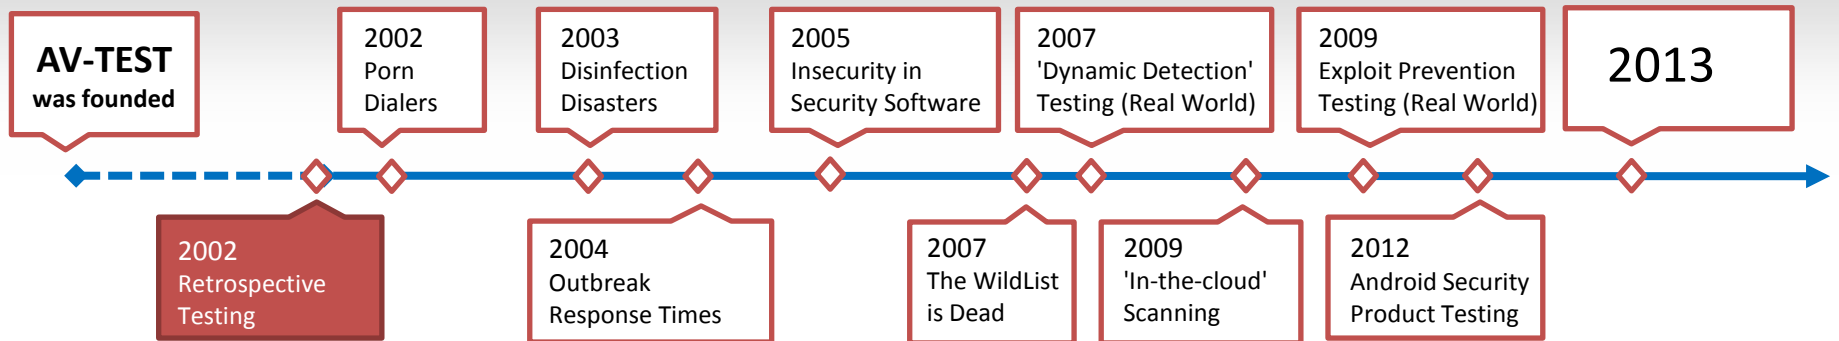 AV-TEST
was founded
2002
Porn
Dialers
2003
Disinfection
Disasters
2005
Insecurity in
Security Software
2007
'Dynamic Detection'
Testing (Real World)
2009
Exploit Prevention
Testing (Real World)
2013
2002
Retrospective
Testing
2004
Outbreak
Response Times
2007
The WildList
is Dead
2009
'In-the-cloud'
Scanning
2012
Android Security
Product Testing